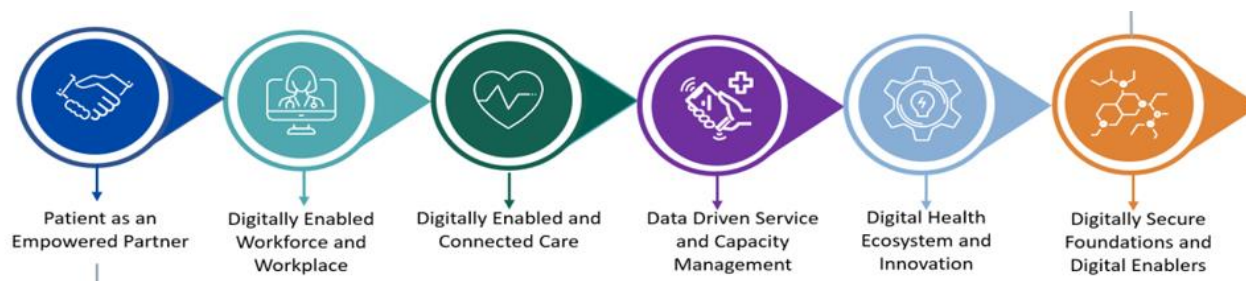 Patient as an
Empowered Partner
Digitally Enabled
Workforce and
Workplace
Digitally Enabled and
Connected Care
Data Driven Service
and Capacity
Management
Digital Health
Ecosystem and
Innovation
Digitally Secure
Foundations and
Digital Enablers